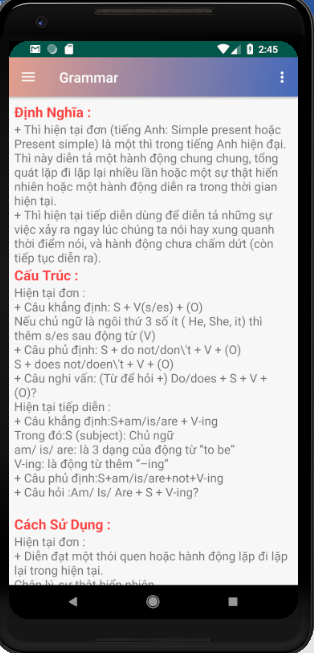 2:45
Grammar
Định Nghĩa :
+ Thì hiện tại đơn (tiếng Anh: Simple present hoặc
Present simple) là một thì trong tiếng Anh hiện đại.
Thì này diễn tả một hành động chung chung, tổng
quát lặp đi lặp lại nhiều lần hoặc một sự thật hiển
nhiên hoặc một hành động diễn ra trong thời gian
hiện tại.
+ Thì hiện tại tiếp diễn dùng để diễn tả những sự
việc xảy ra ngay lúc chúng ta nói hay xung quanh
thời điểm nói, và hành động chưa chấm dứt (còn
tiếp tục diễn ra).
Cấu Trúc :
Hiện tại đơn :
+ Câu khẳng định: S + V(s/es) + (O)
Nếu chủ ngữ là ngôi thứ 3 số ít ( He, She, it) thì
thêm s/es sau động từ (V)
+ Câu phủ định: S + do not/don\'t + V + (O)
S + does not/doen\'t + V + (O)
+ Câu nghi vấn: (Từ để hỏi +) Do/does + S + V +
(O)?
Hiện tại tiếp diễn :
+ Câu khẳng định:S+am/is/are + V-ing
Trong đó:S (subject): Chủ ngữ
am/ is/ are: là 3 dạng của động từ “to be”
V-ing: là động từ thêm “–ing”
+ Câu phủ định:S+am/is/are+not+V-ing
+ Câu hỏi :Am/ Is/ Are + S + V-ing?
Cách Sử Dụng :
Hiện tại đơn :
+ Diễn đạt một thói quen hoặc hành động lặp đi lặp
lại trong hiện tại.
Chân lý, sự thật hiển nhiên